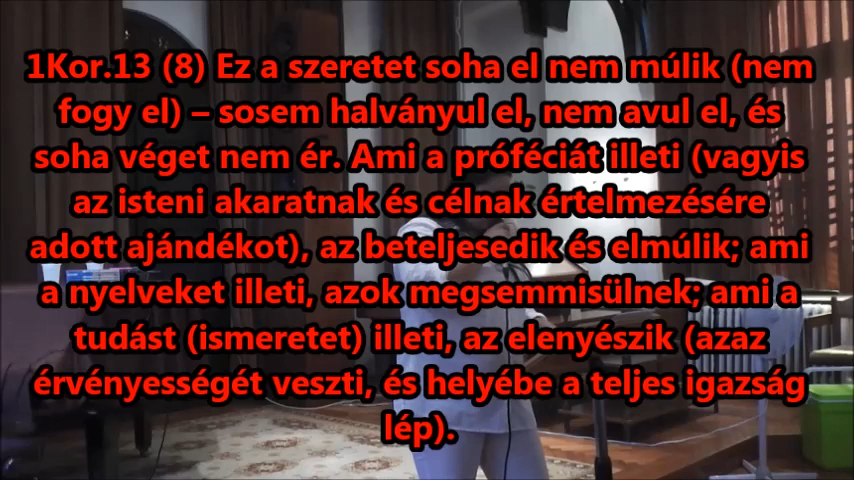 1Kor.13 (8) Ez a szeretet soha el nem múlik (nem
fogy el) – sosem halványul el, nem avul el, és
soha véget nem ér. Ami a próféciát illeti (vagyis
az isteni akaratnak és célnak értelmezésére
adott ajándékot), az beteljesedik és elmúlik; ami
a nyelveket illeti, azok megsemmisülnek; ami a
tudást (ismeretet) illeti, az elenyészik (azaz
érvényességét veszti, és helyébe a teljes igazság
lép).